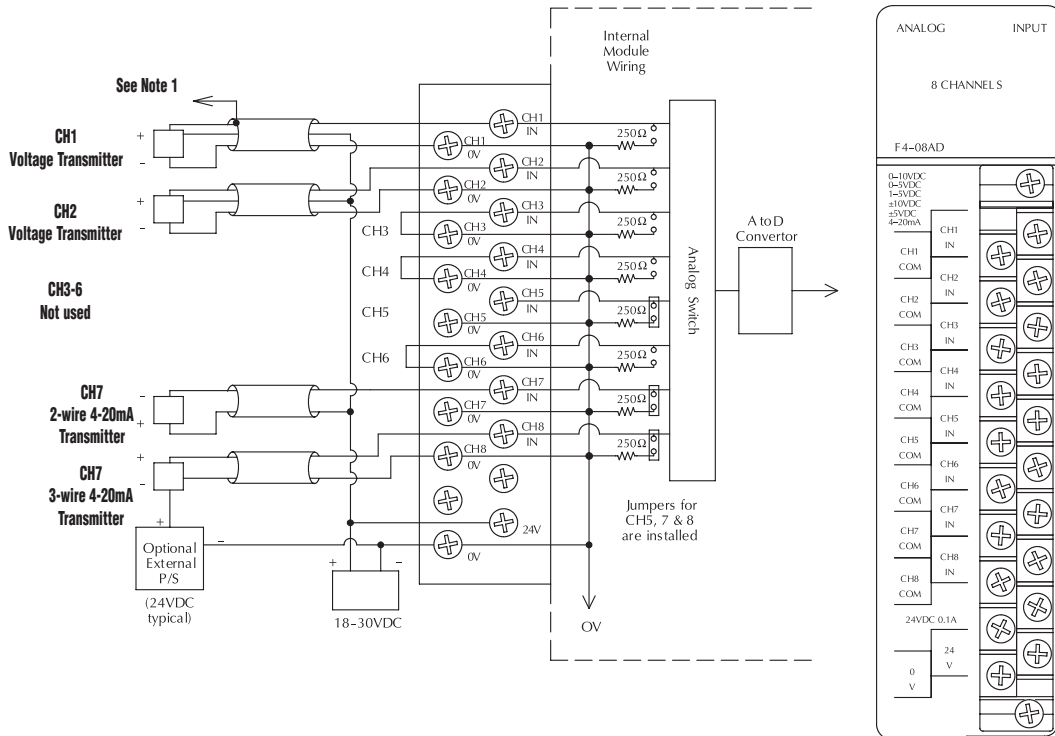 Internal
Module
Wiring
See Note 1
CH1
Voltage Transmitter
+
-
CH2
Voltage Transmitter
+
-
CH3-6
Not used
CH7
2-wire 4-20mA
Transmitter
-
+
CH7
3-wire 4-20mA
Transmitter
+
-
+
-
Optional
External
P/S
(24VDC
typical)
+
-
18-30VDC
CH3
CH4
CH5
CH6
CH1
IN
CH1
0V
CH2
IN
CH2
0V
CH3
IN
CH3
0V
CH4
IN
CH4
0V
CH5
IN
CH5
0V
CH6
IN
CH6
0V
CH7
IN
CH7
0V
CH8
IN
CH8
0V
24V
0V
250Ω
250Ω
250Ω
250Ω
250Ω
250Ω
250Ω
250Ω
Analog Switch
A to D
Convertor
Jumpers for
CH5, 7 & 8
are installed
OV
ANALOG INPUT
8 CHANNELS
F4-08AD
0-10VDC
0-5VDC
1-5VDC
±10VDC
±5VDC
4-20mA
CH1
IN
CH1
COM
CH2
IN
CH2
COM
CH3
IN
CH3
COM
CH4
IN
CH4
COM
CH5
IN
CH5
COM
CH6
IN
CH6
COM
CH7
IN
CH7
COM
CH8
IN
CH8
COM
24VDC 0.1A
24
V
0
V